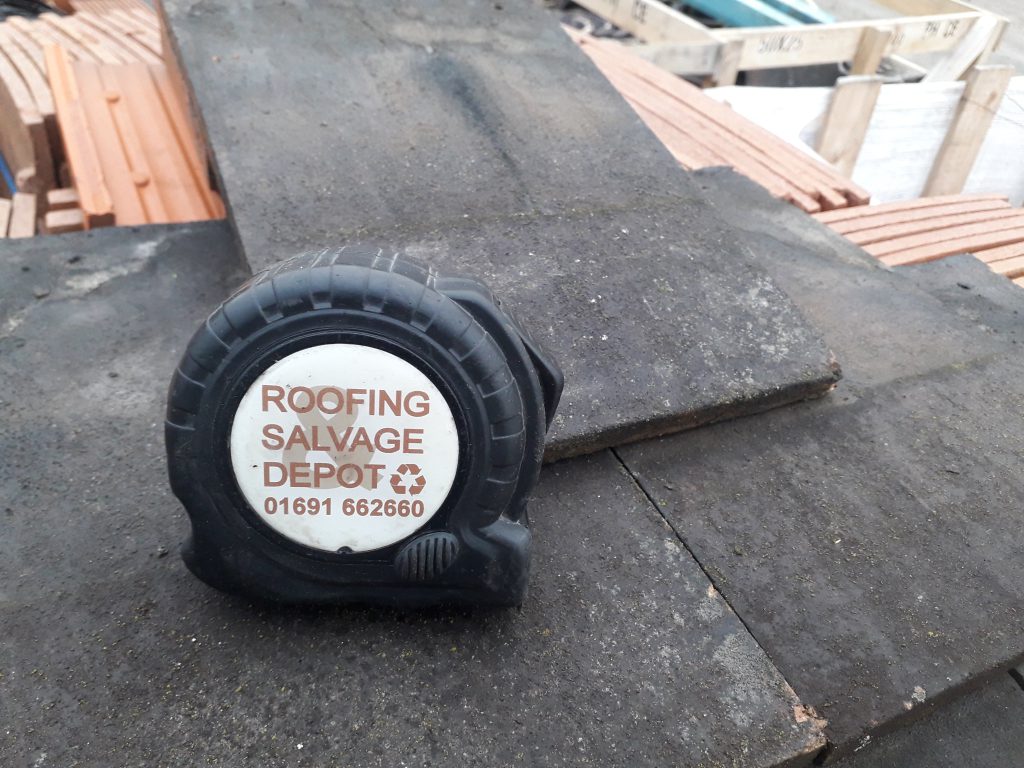 ROOFING
SALVAGE
DEPOT
01691 662660